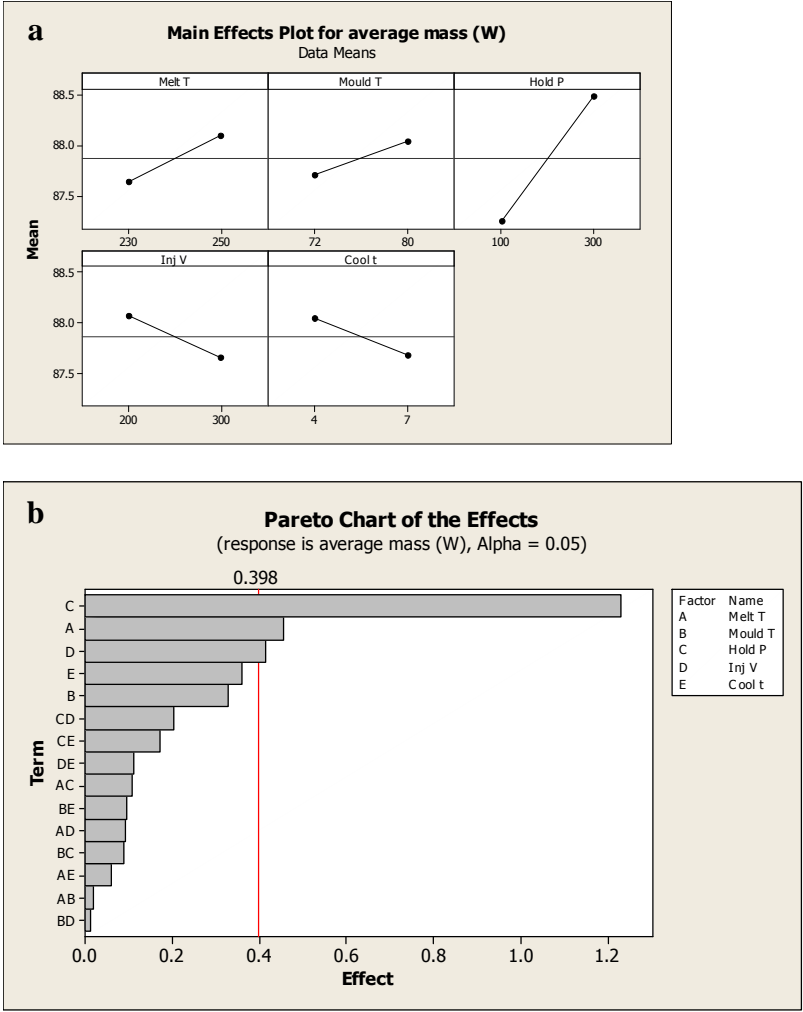 a
Main Effects Plot for average mass (W)
Data Means
Melt T Mould T Hold P
88.5
88.0
87.5
230 250 72 80 100 300
Mean
Inj V Cool t
88.5
88.0
87.5
200 300 4 7
b
Pareto Chart of the Effects
(response is average mass (W), Alpha = 0.05)
0.398
Term
C
A
D
E
B
CD
CE
DE
AC
BE
AD
BC
AE
AB
BD
0.0 0.2 0.4 0.6 0.8 1.0 1.2
Effect
Factor Name
A Melt T
B Mould T
C Hold P
D Inj V
E Cool t